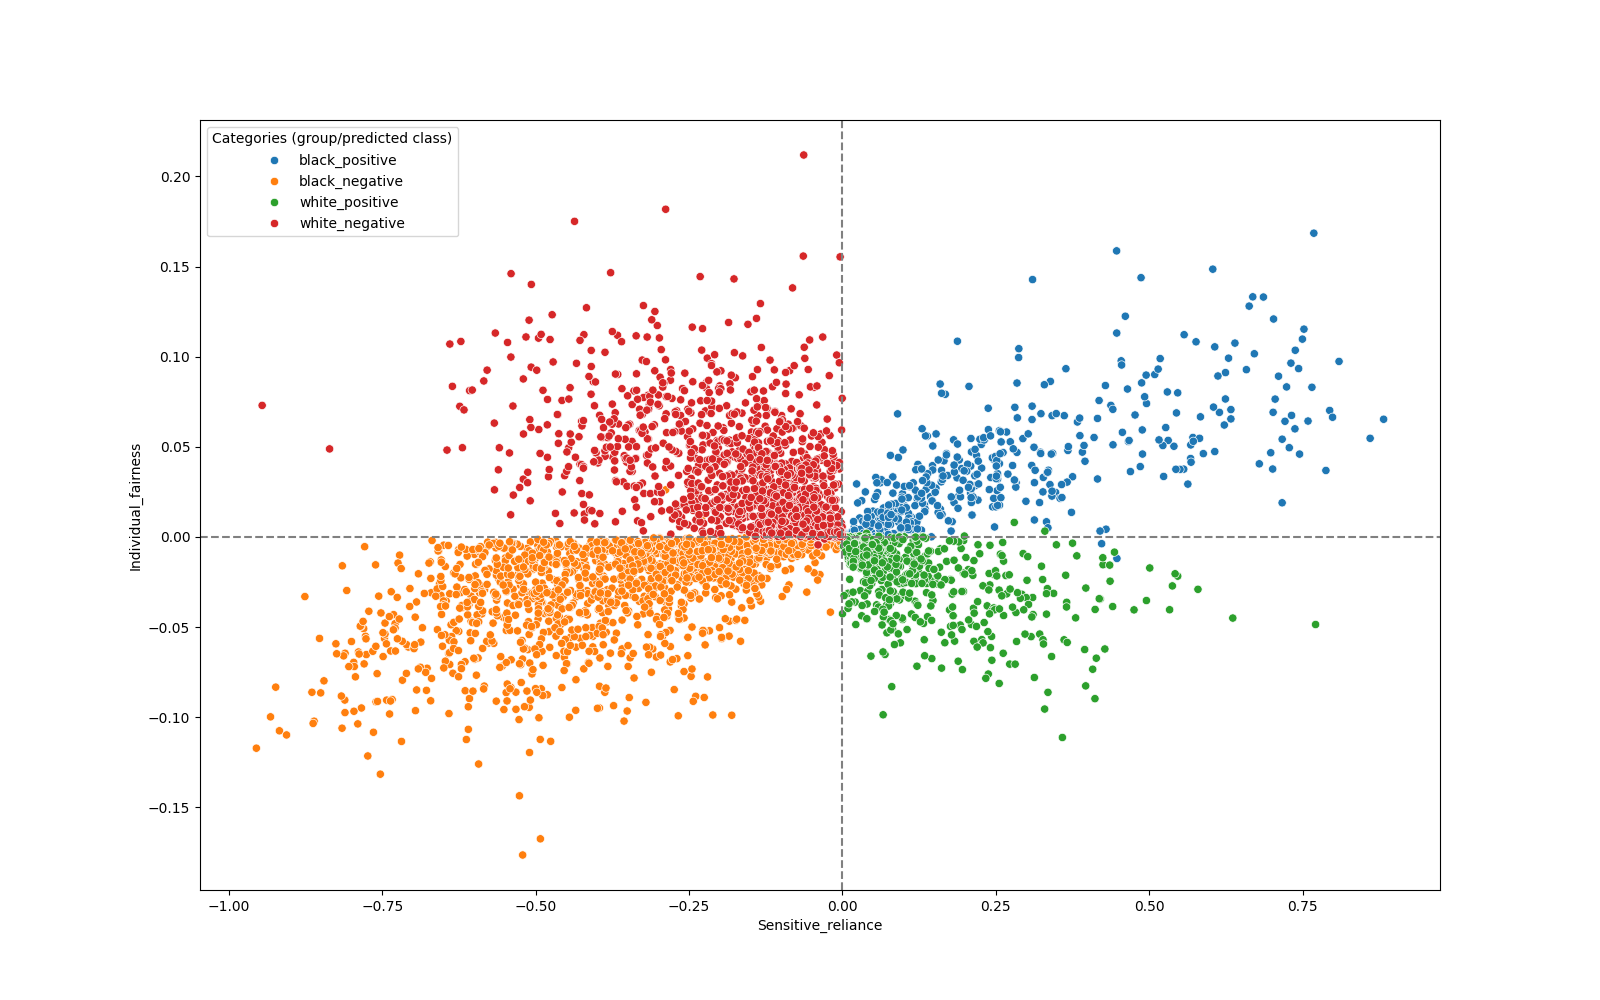 Categories (group/predicted class)
black_positive
black_negative
white_positive
white_negative
0.20
0.15
0.10
0.05
0.00
−0.05
−0.10
−0.15
Individual_fairness
−1.00 −0.75 −0.50 −0.25 0.00 0.25 0.50 0.75
Sensitive_reliance